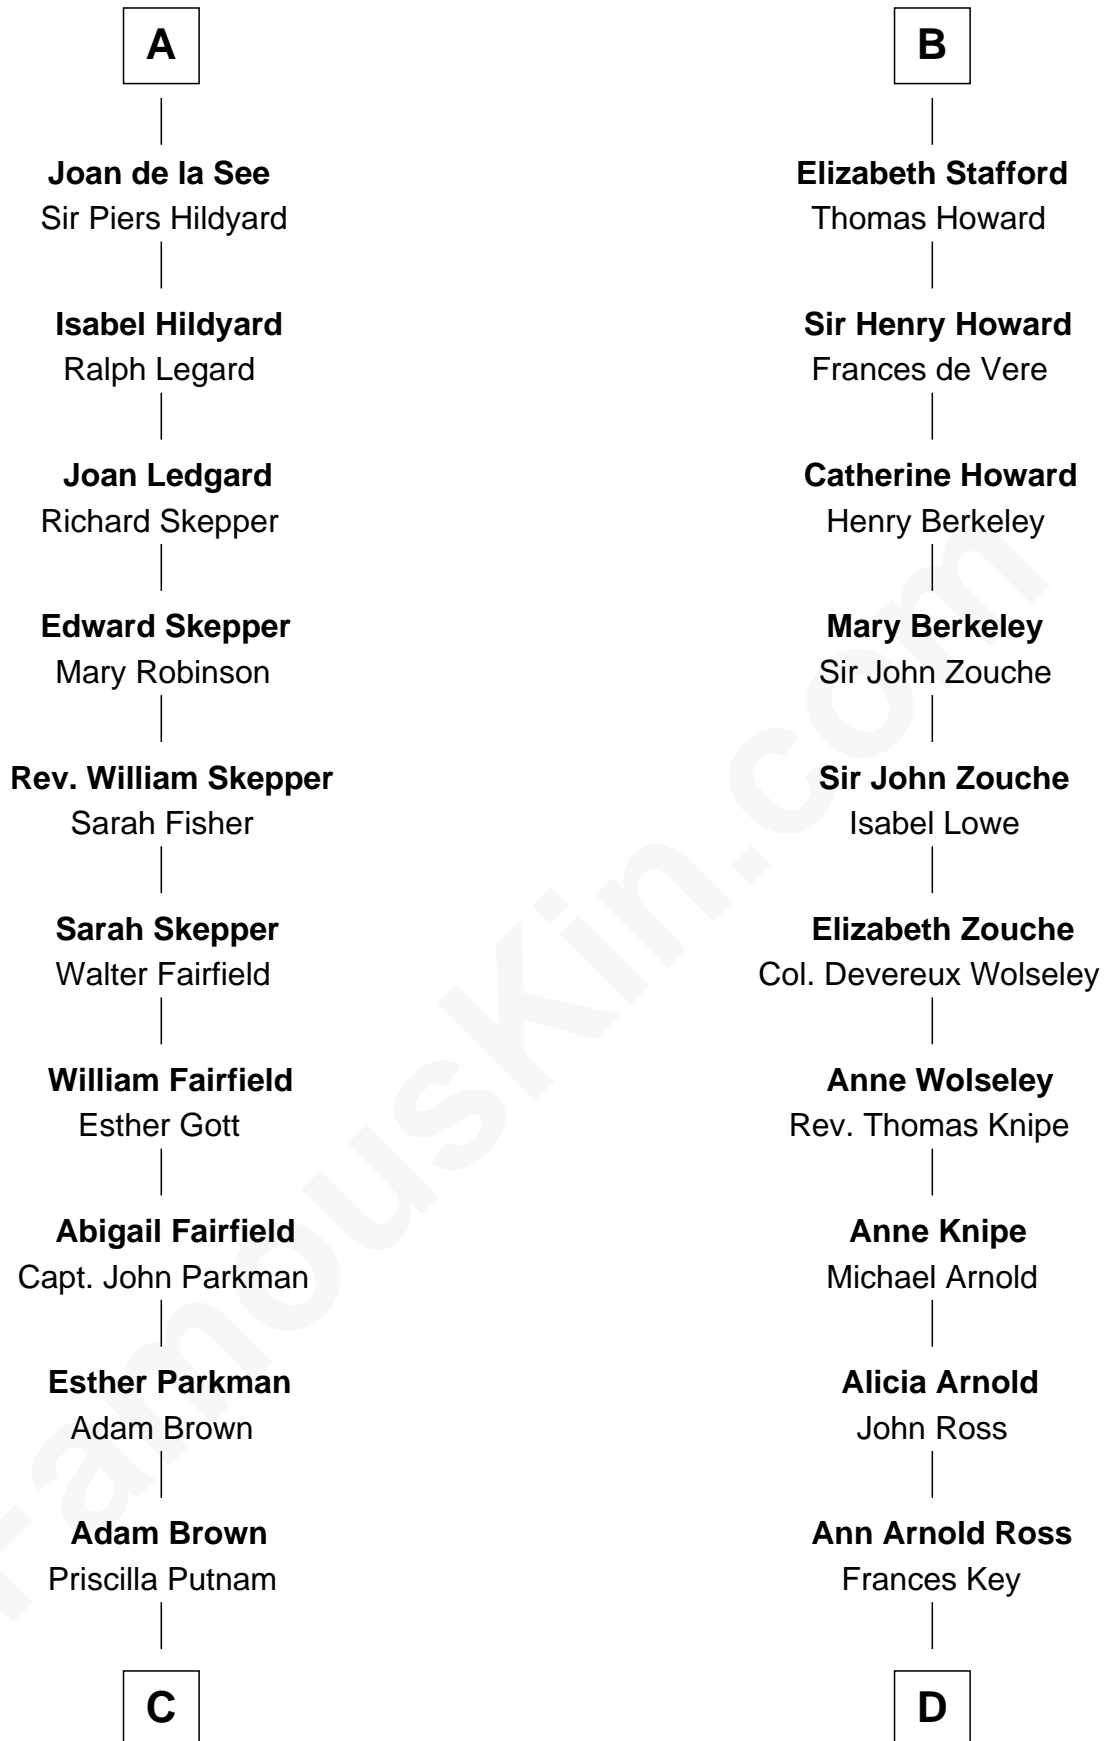 A
Joan de la See
Sir Piers Hildyard
Isabel Hildyard
Ralph Legard
Joan Ledgard
Richard Skepper
Edward Skepper
Mary Robinson
Rev. William Skepper
Sarah Fisher
Sarah Skepper
Walter Fairfield
William Fairfield
Esther Gott
Abigail Fairfield
Capt. John Parkman
Esther Parkman
Adam Brown
Adam Brown
Priscilla Putnam
C
B
Elizabeth Stafford
Thomas Howard
Sir Henry Howard
Frances de Vere
Catherine Howard
Henry Berkeley
Mary Berkeley
Sir John Zouche
Sir John Zouche
Isabel Lowe
Elizabeth Zouche
Col. Devereux Wolseley
Anne Wolseley
Rev. Thomas Knipe
Anne Knipe
Michael Arnold
Alicia Arnold
John Ross
Ann Arnold Ross
Frances Key
D
FamousKin.com